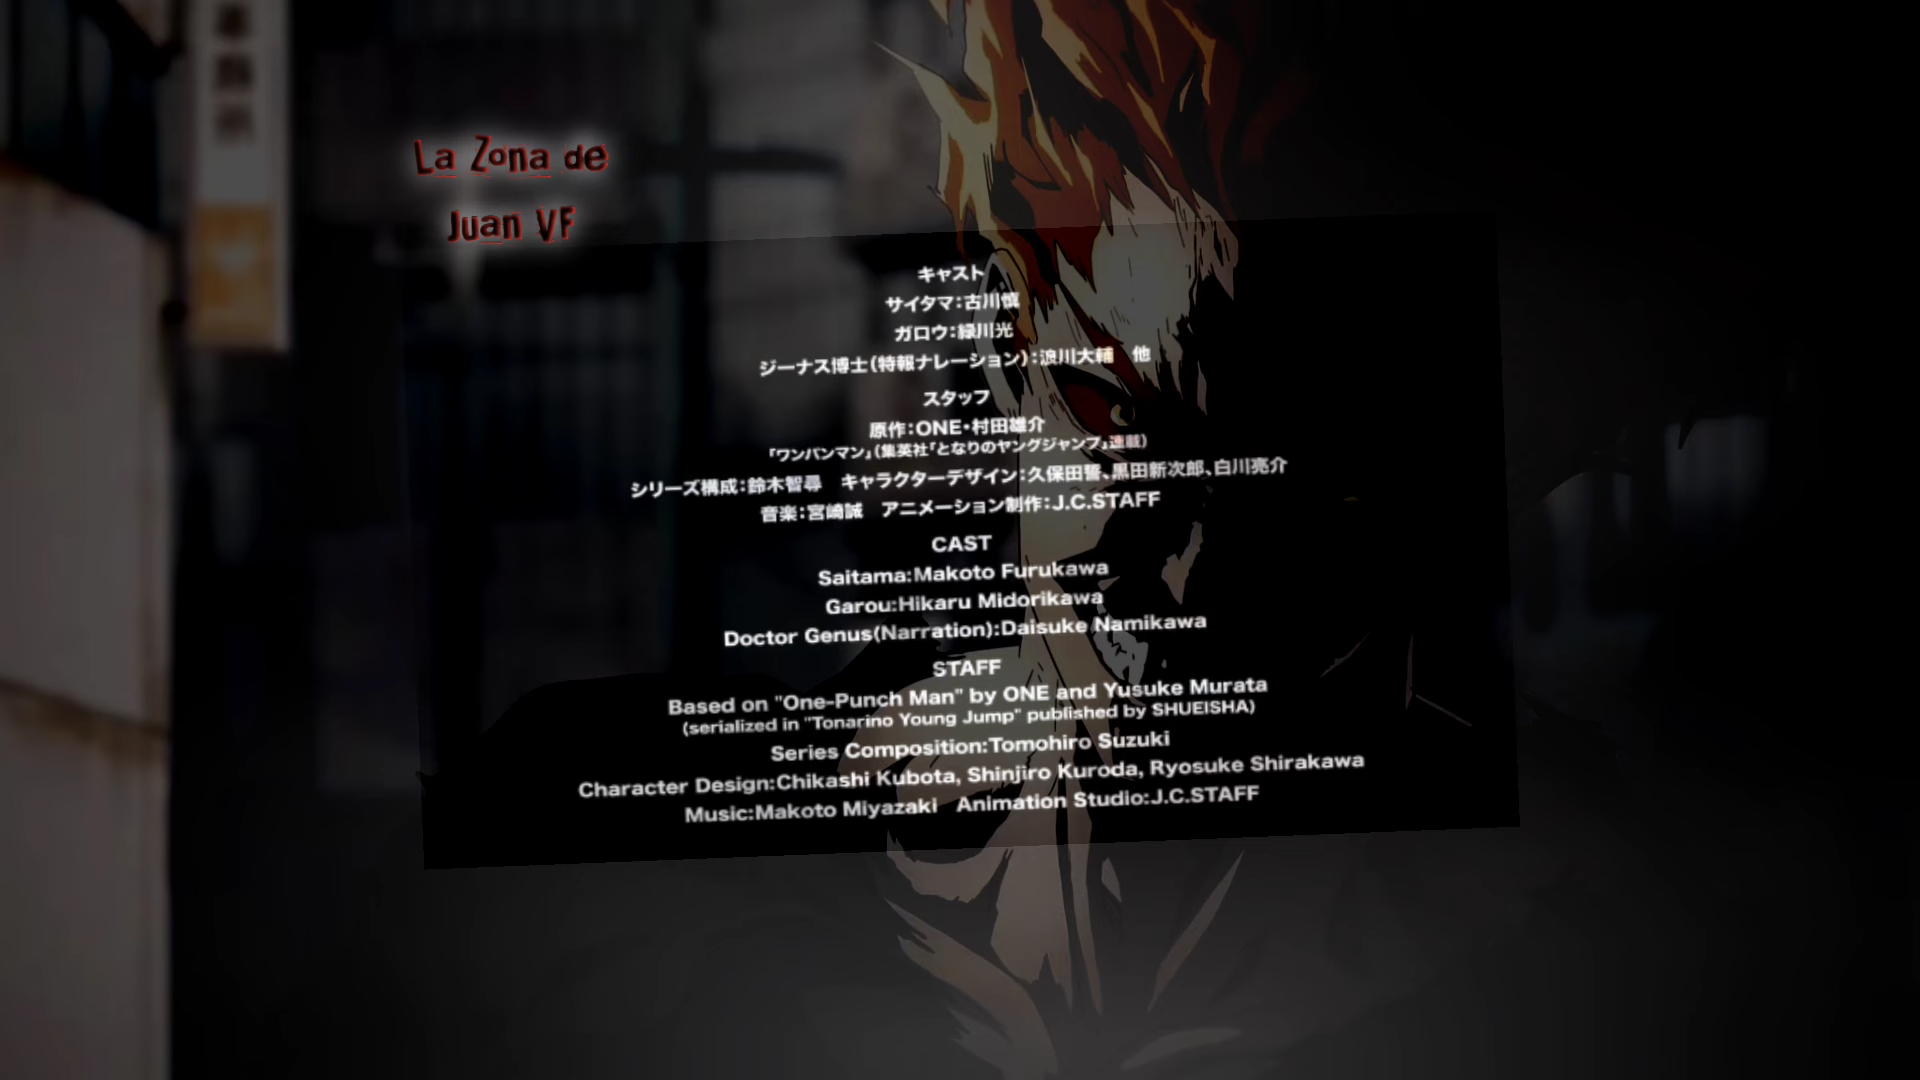 La Zona de
Juan VF
キャスト
サイタマ：古川慎
ガロウ：緑川光
ジーナス博士（特報ナレーション）：浪川大輔　他
スタッフ
原作：ONE・村田雄介
『ワンパンマン』（集英社『となりのヤングジャンプ』連載）
シリーズ構成：鈴木智尋　キャラクターデザイン：久保田誓、黒田新次郎、白川亮介
音楽：宮崎誠　アニメーション制作：J.C.STAFF
CAST
Saitama:Makoto Furukawa
Garou:Hikaru Midorikawa
Doctor Genus(Narration):Daisuke Namikawa
STAFF
Based on "One-Punch Man" by ONE and Yusuke Murata
(serialized in "Tonarino Young Jump" published by SHUEISHA)
Series Composition:Tomohiro Suzuki
Character Design:Chikashi Kubota, Shinjiro Kuroda, Ryosuke Shirakawa
Music:Makoto Miyazaki　Animation Studio:J.C.STAFF